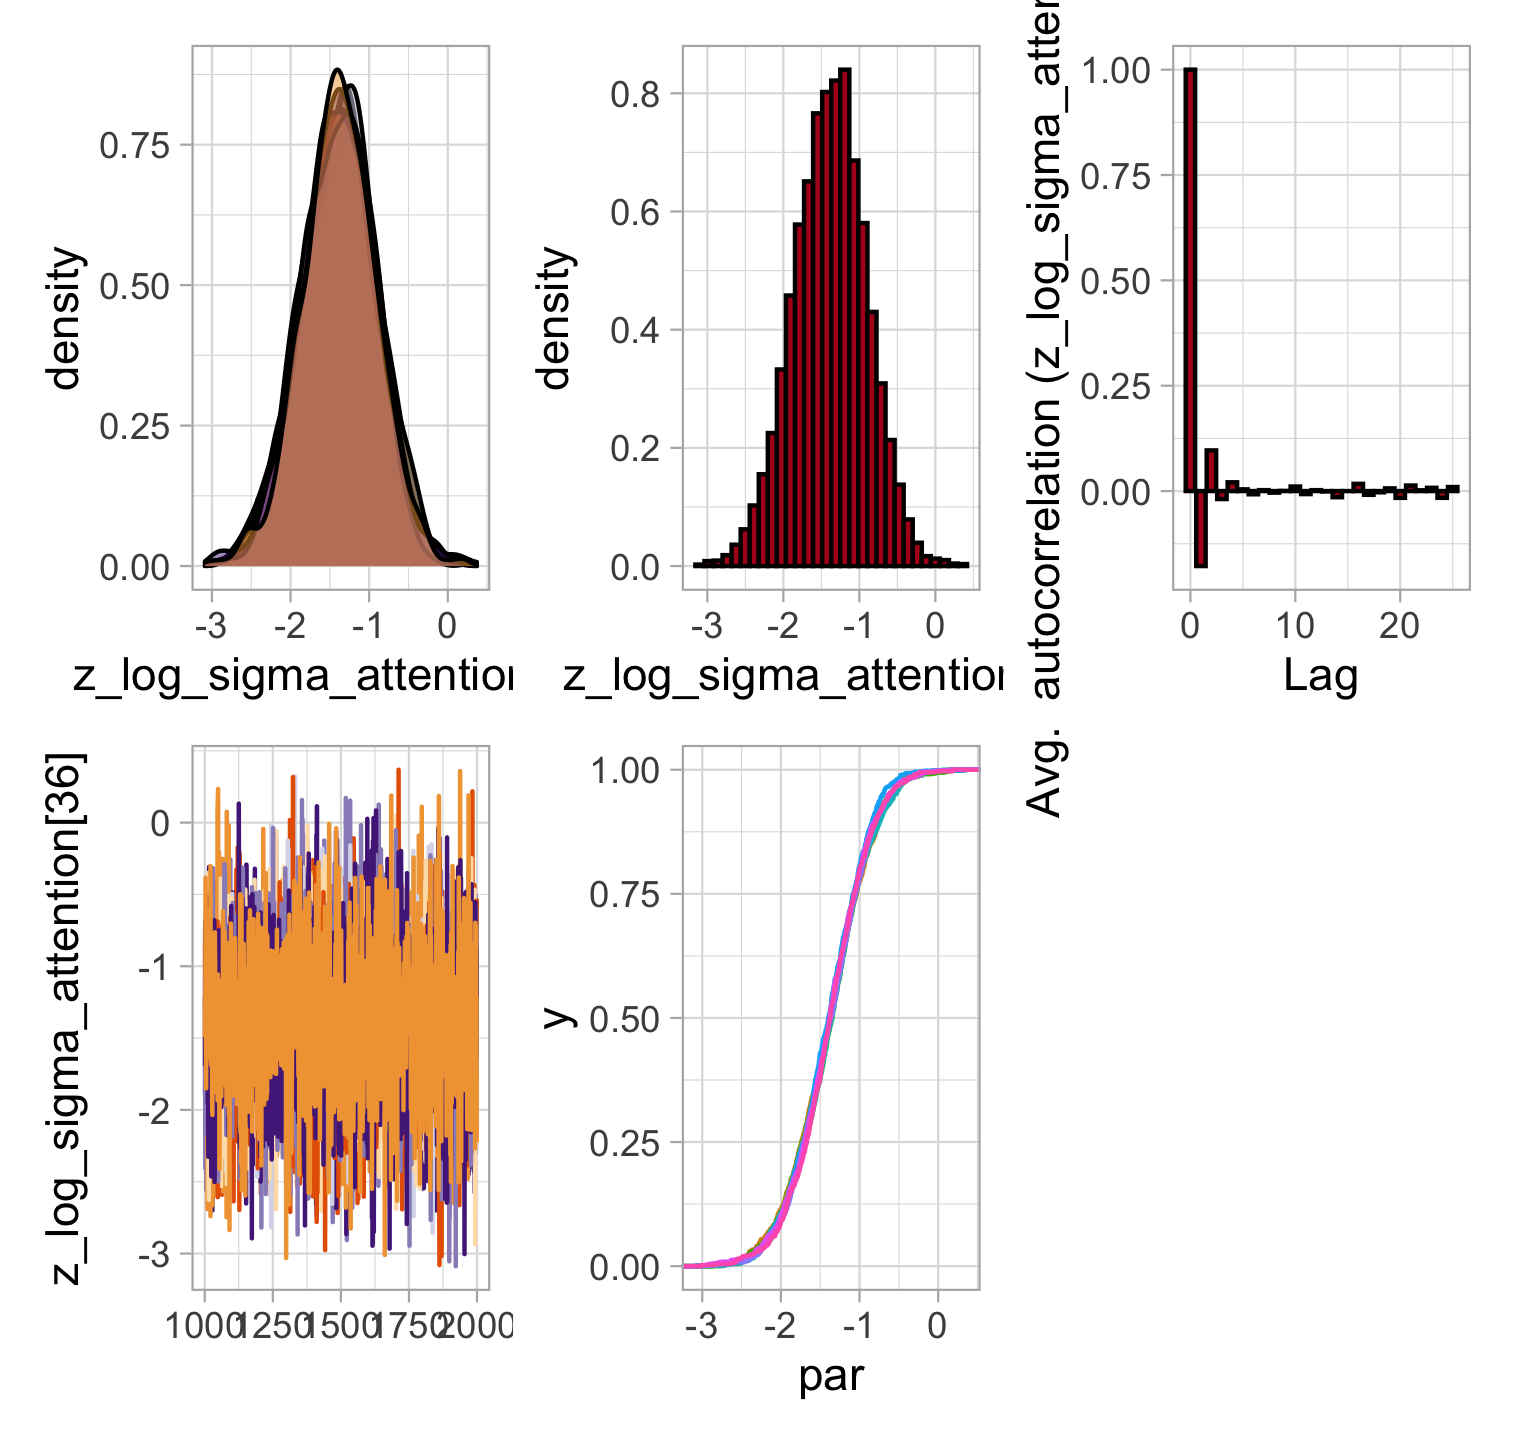 density
0.75
0.50
0.25
0.00
-3 -2 -1 0
z_log_sigma_attention
density
0.8
0.6
0.4
0.2
0.0
-3 -2 -1 0
z_log_sigma_attention
Avg. autocorrelation (z_log_sigma_atten
1.00
0.75
0.50
0.25
0.00
0 10 20
Lag
z_log_sigma_attention[36]
0
-1
-2
-3
1000 1250 1500 1750 2000
y
1.00
0.75
0.50
0.25
0.00
-3 -2 -1 0
par